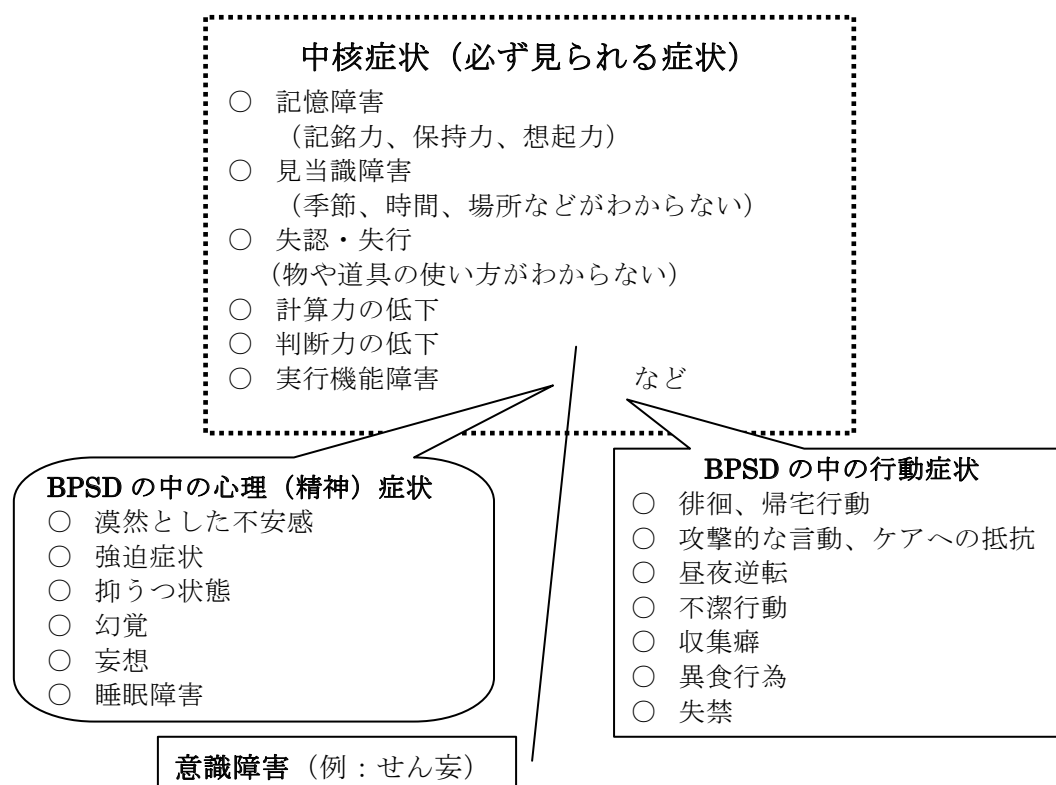 中核症状（必ず見られる症状）
○ 記憶障害
（記銘力、保持力、想起力）
○ 見当識障害
（季節、時間、場所などがわからない）
○ 失認・失行
（物や道具の使い方がわからない）
○ 計算力の低下
○ 判断力の低下
○ 実行機能障害 など
BPSD の中の心理（精神）症状
○ 漠然とした不安感
○ 強迫症状
○ 抑うつ状態
○ 幻覚
○ 妄想
○ 睡眠障害
BPSD の中の行動症状
○ 徘徊、帰宅行動
○ 攻撃的な言動、ケアへの抵抗
○ 昼夜逆転
○ 不潔行動
○ 収集癖
○ 異食行為
○ 失禁
意識障害（例：せん妄）